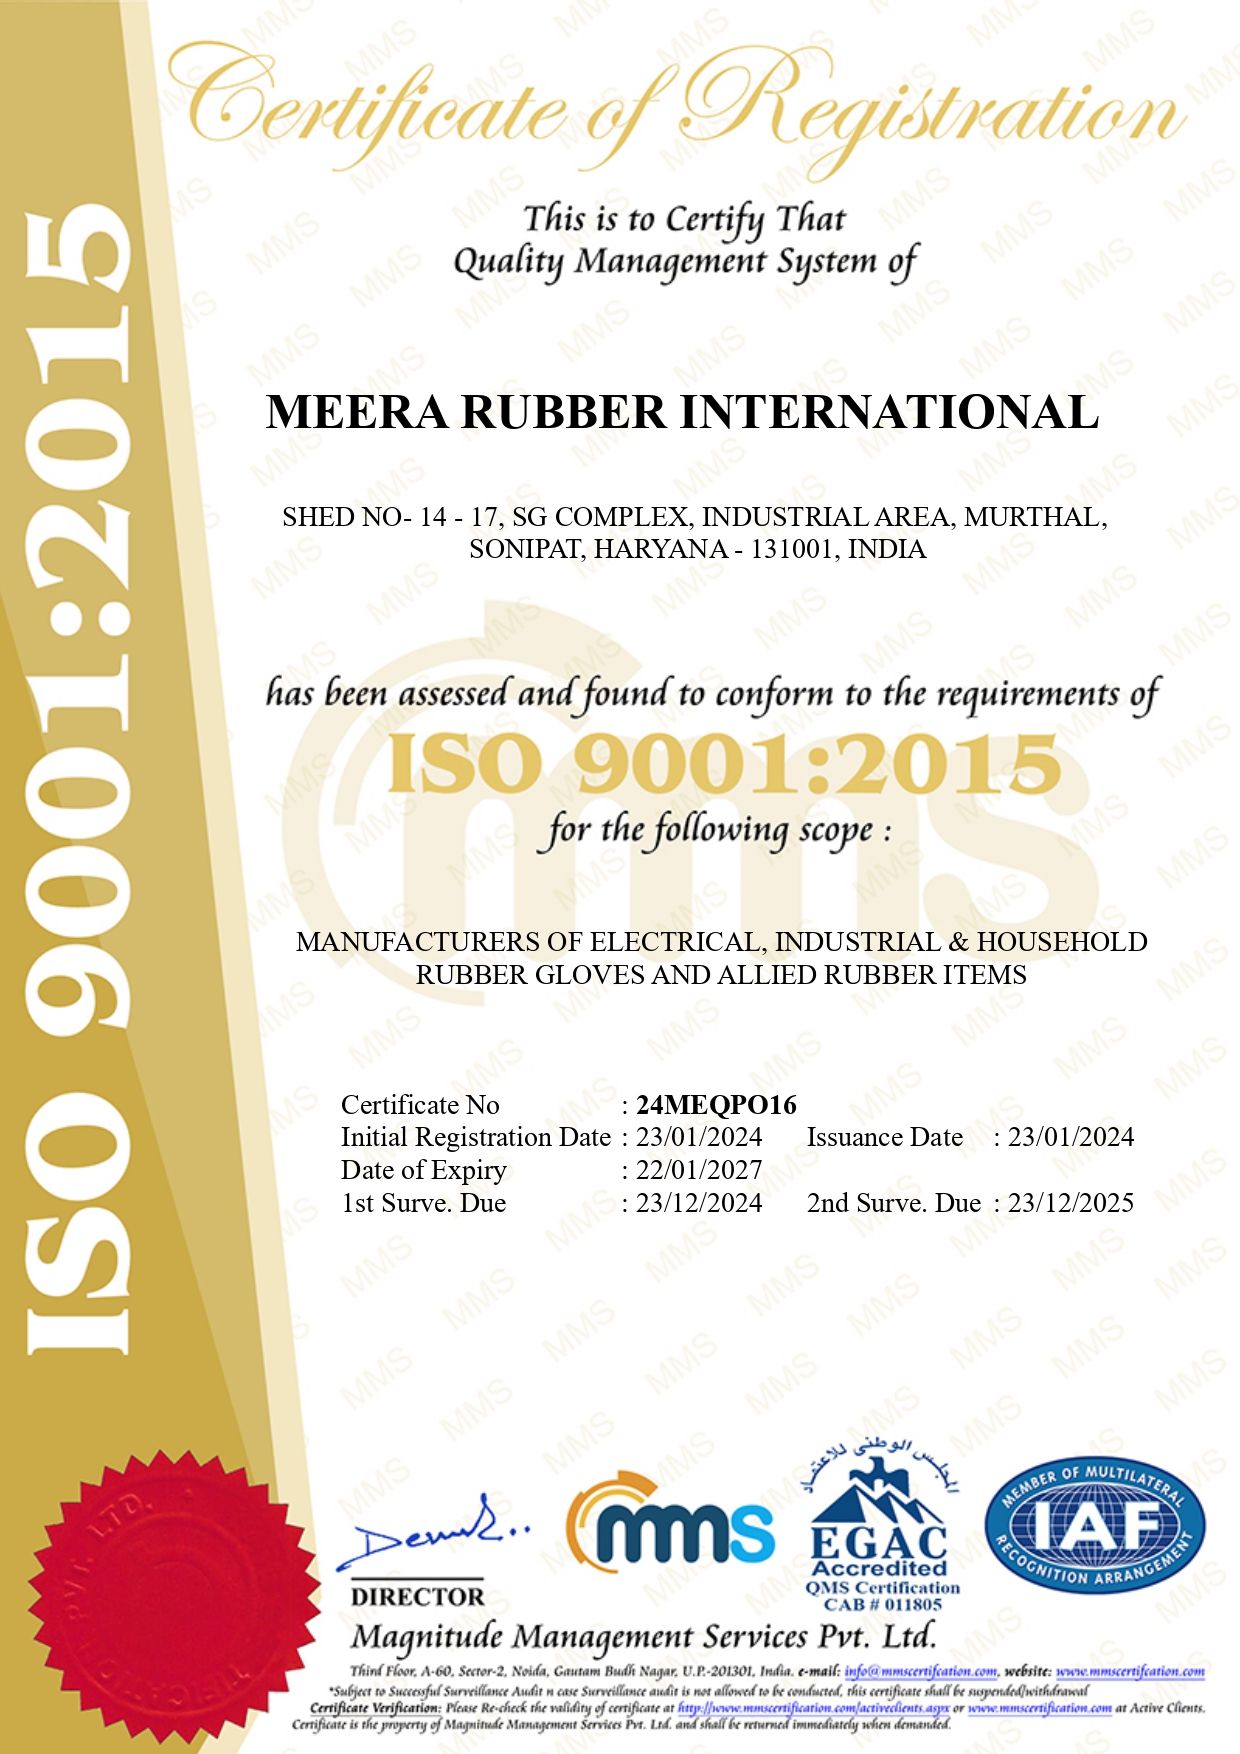 Certificate of Registration
This is to Certify That
Quality Management System of
MEERA RUBBER INTERNATIONAL
SHED NO- 14 - 17, SG COMPLEX, INDUSTRIAL AREA, MURTHAL,
SONIPAT, HARYANA - 131001, INDIA
has been assessed and found to conform to the requirements of
ISO 9001:2015
for the following scope :
MANUFACTURERS OF ELECTRICAL, INDUSTRIAL & HOUSEHOLD
RUBBER GLOVES AND ALLIED RUBBER ITEMS
Certificate No : 24MEQPO16
Initial Registration Date : 23/01/2024 Issuance Date : 23/01/2024
Date of Expiry : 22/01/2027
1st Surve. Due : 23/12/2024 2nd Surve. Due : 23/12/2025
ISO 9001:2015
DIRECTOR
mms
المجلس الوطنى للاعتماد
EGAC
Accredited
QMS Certification
CAB # 011805
MEMBER OF MULTILATERAL
IAF
RECOGNITION ARRANGEMENT
Magnitude Management Services Pvt. Ltd.
Third Floor, A-60, Sector-2, Noida, Gautam Budh Nagar, U.P.-201301, India. e-mail: info@mmscertifcation.com, website: www.mmscertifcation.com
*Subject to Successful Surveillance Audit n case Surveillance audit is not allowed to be conducted, this certificate shall be suspended/withdrawal
Certificate Verification: Please Re-check the validity of certificate at http://www.mmscertification.com/activeclients.aspx or www.mmscertification.com at Active Clients.
Certificate is the property of Magnitude Management Services Pvt. Ltd. and shall be returned immediately when demanded.